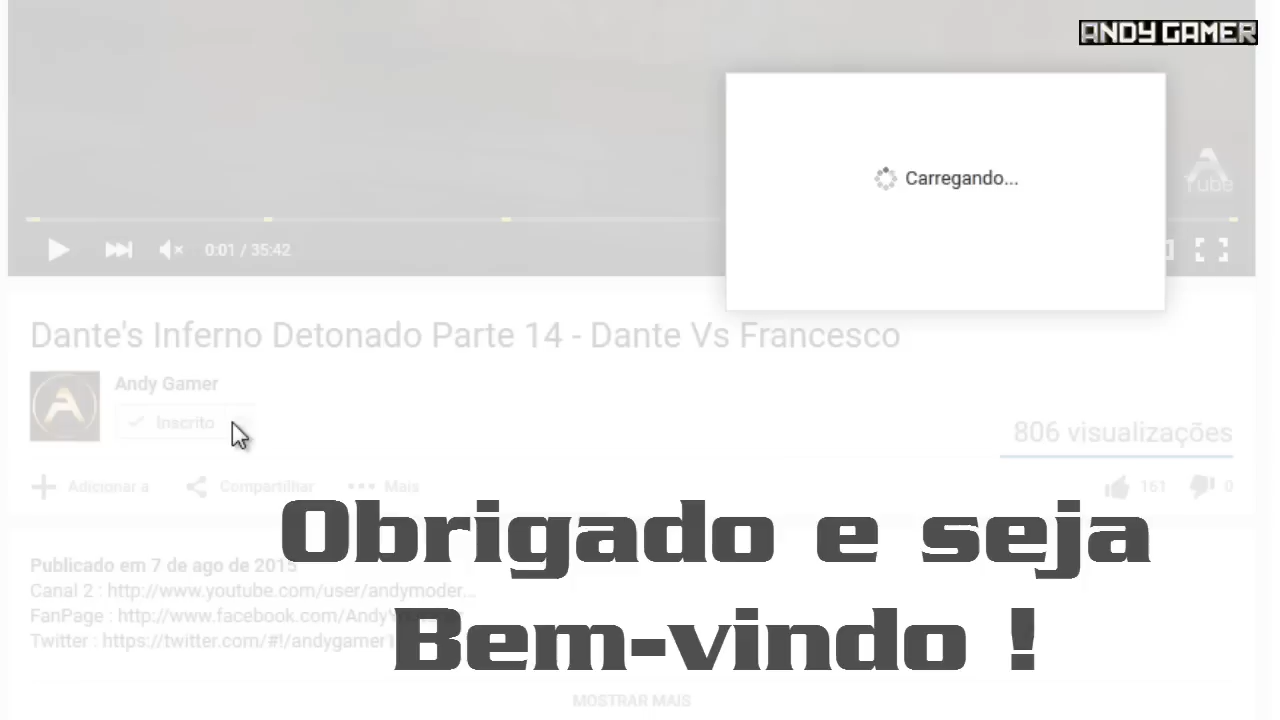 ANDY GAMER
Carregando...
Tube
0:01 / 35:42
Dante's Inferno Detonado Parte 14 - Dante Vs Francesco
Andy Gamer
Inscrito
806 visualizações
Adicionar a
Compartilhar
Mais
161
0
Obrigado e seja
Publicado em 7 de ago de 2015
Canal 2 : http://www.youtube.com/user/andymoder...
FanPage : http://www.facebook.com/Andy
Twitter : https://twitter.com/#!/andygamer1
Bem-vindo !
MOSTRAR MAIS